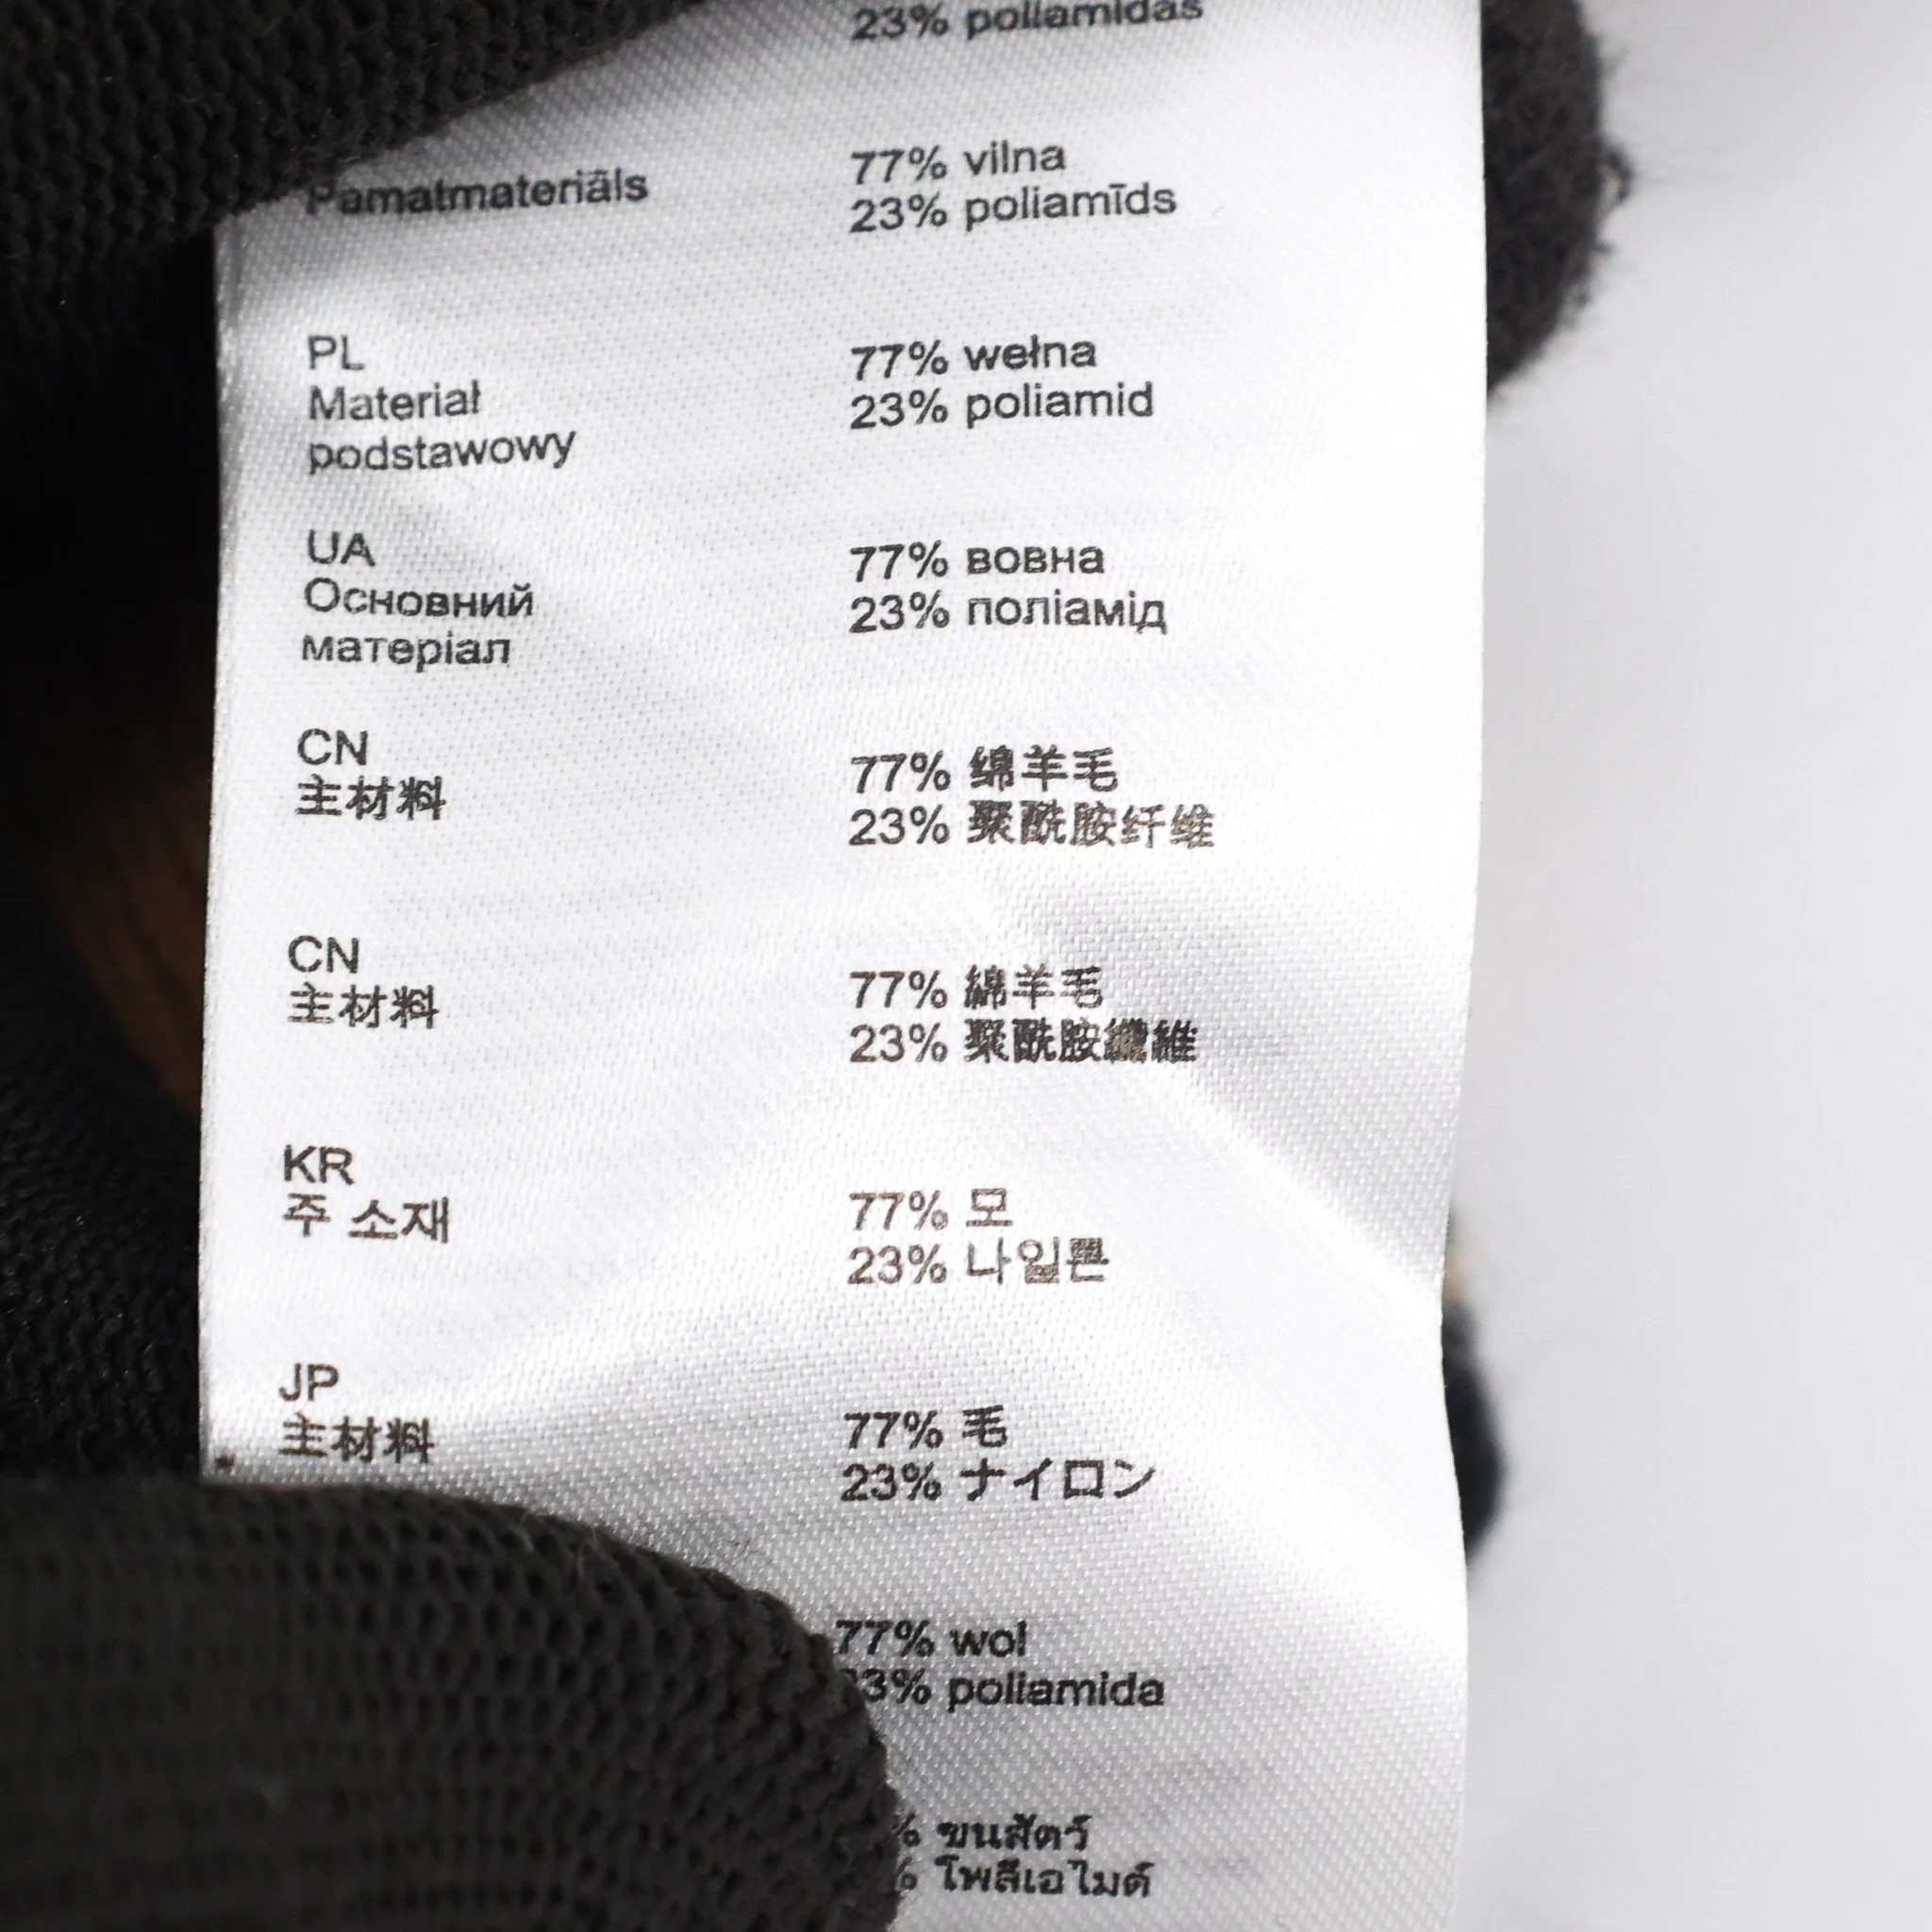 23% poliamidas
Pamatmateriāls
77% vilna
23% poliamīds
PL
Materiał
podstawowy
77% wełna
23% poliamid
UA
Основний
матеріал
77% вовна
23% поліамід
CN
主材料
77% 绵羊毛
23% 聚酰胺纤维
CN
主材料
77% 綿羊毛
23% 聚酰胺纖維
KR
주 소재
77% 모
23% 나일론
JP
主材料
77% 毛
23% ナイロン
77% wol
3% poliamida
% ขนสัตว์
% โพลีเอไมด์